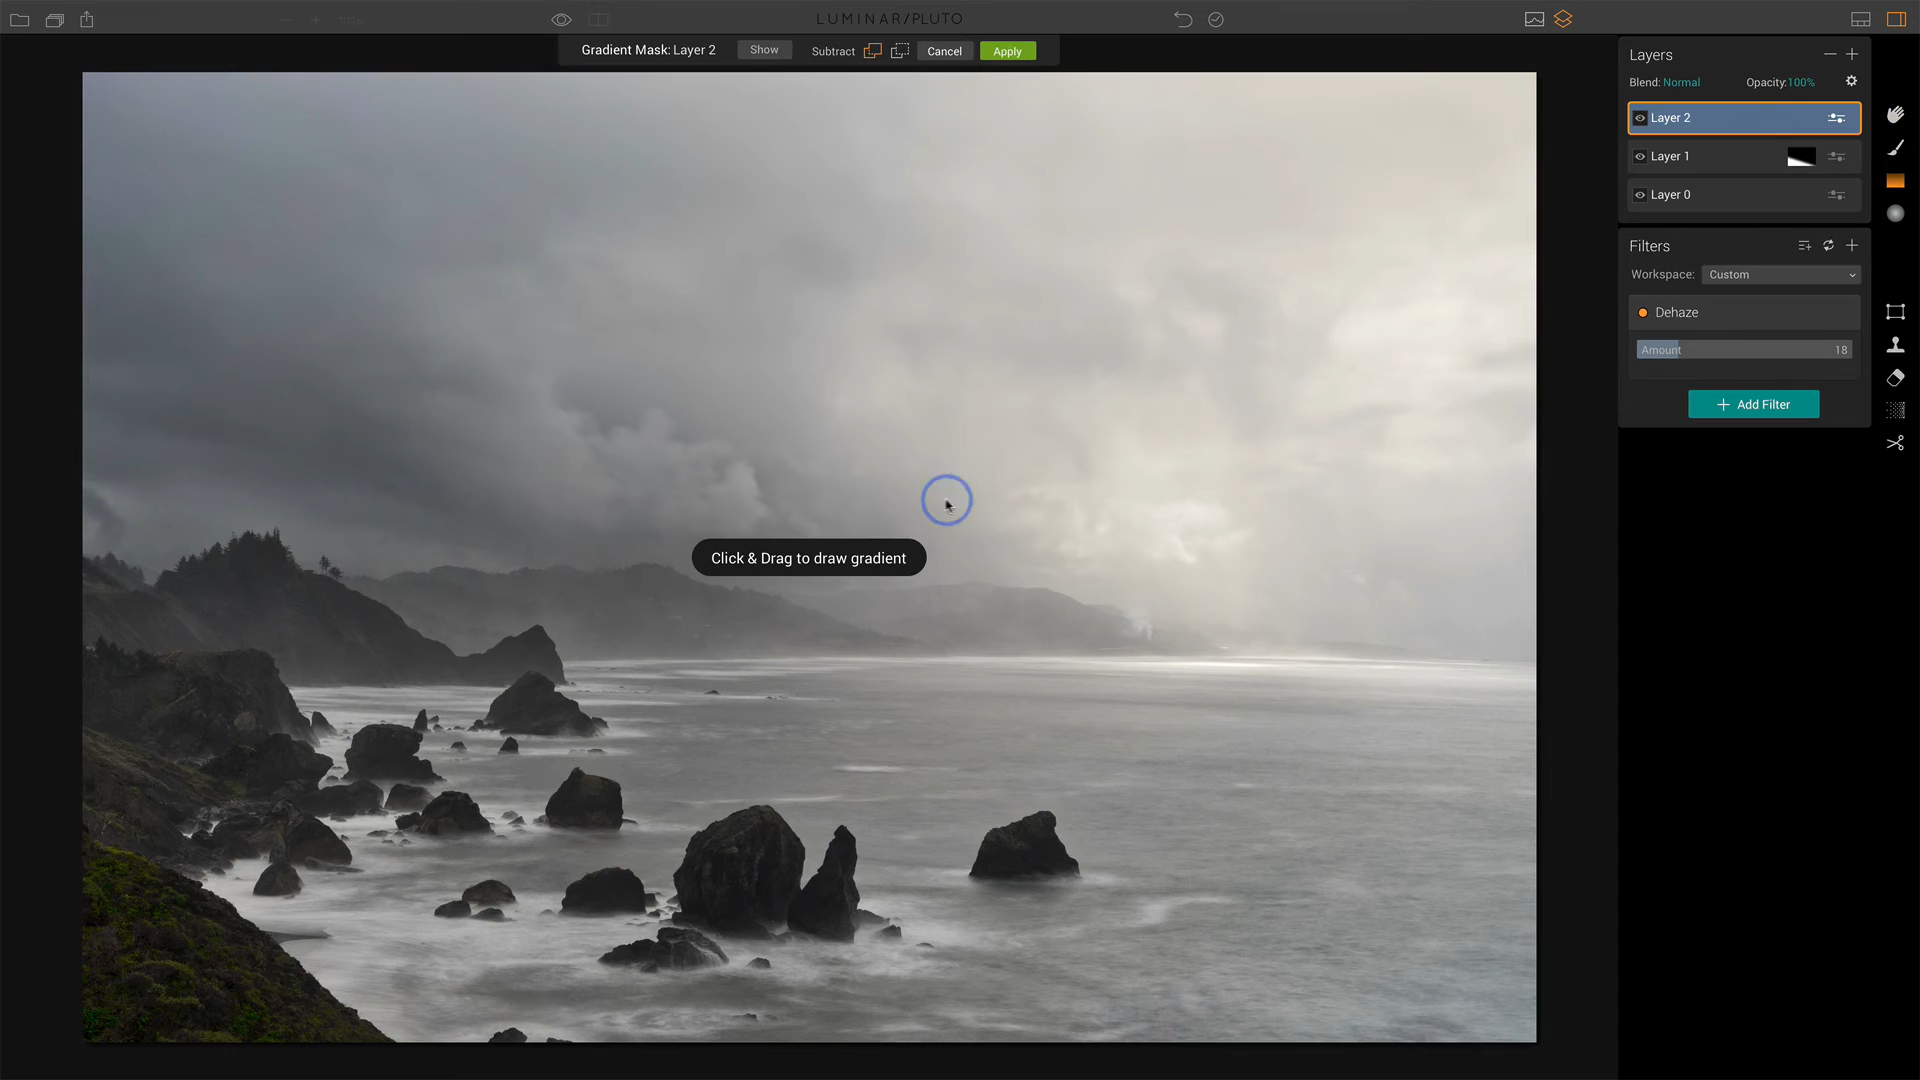 100%
LUMINAR/PLUTO
Gradient Mask: Layer 2
Show
Subtract
Cancel
Apply
Layers
Blend: Normal
Opacity:100%
Layer 2
Layer 1
Layer 0
Filters
Workspace:
Custom
Dehaze
Amount
18
Add Filter
Click & Drag to draw gradient